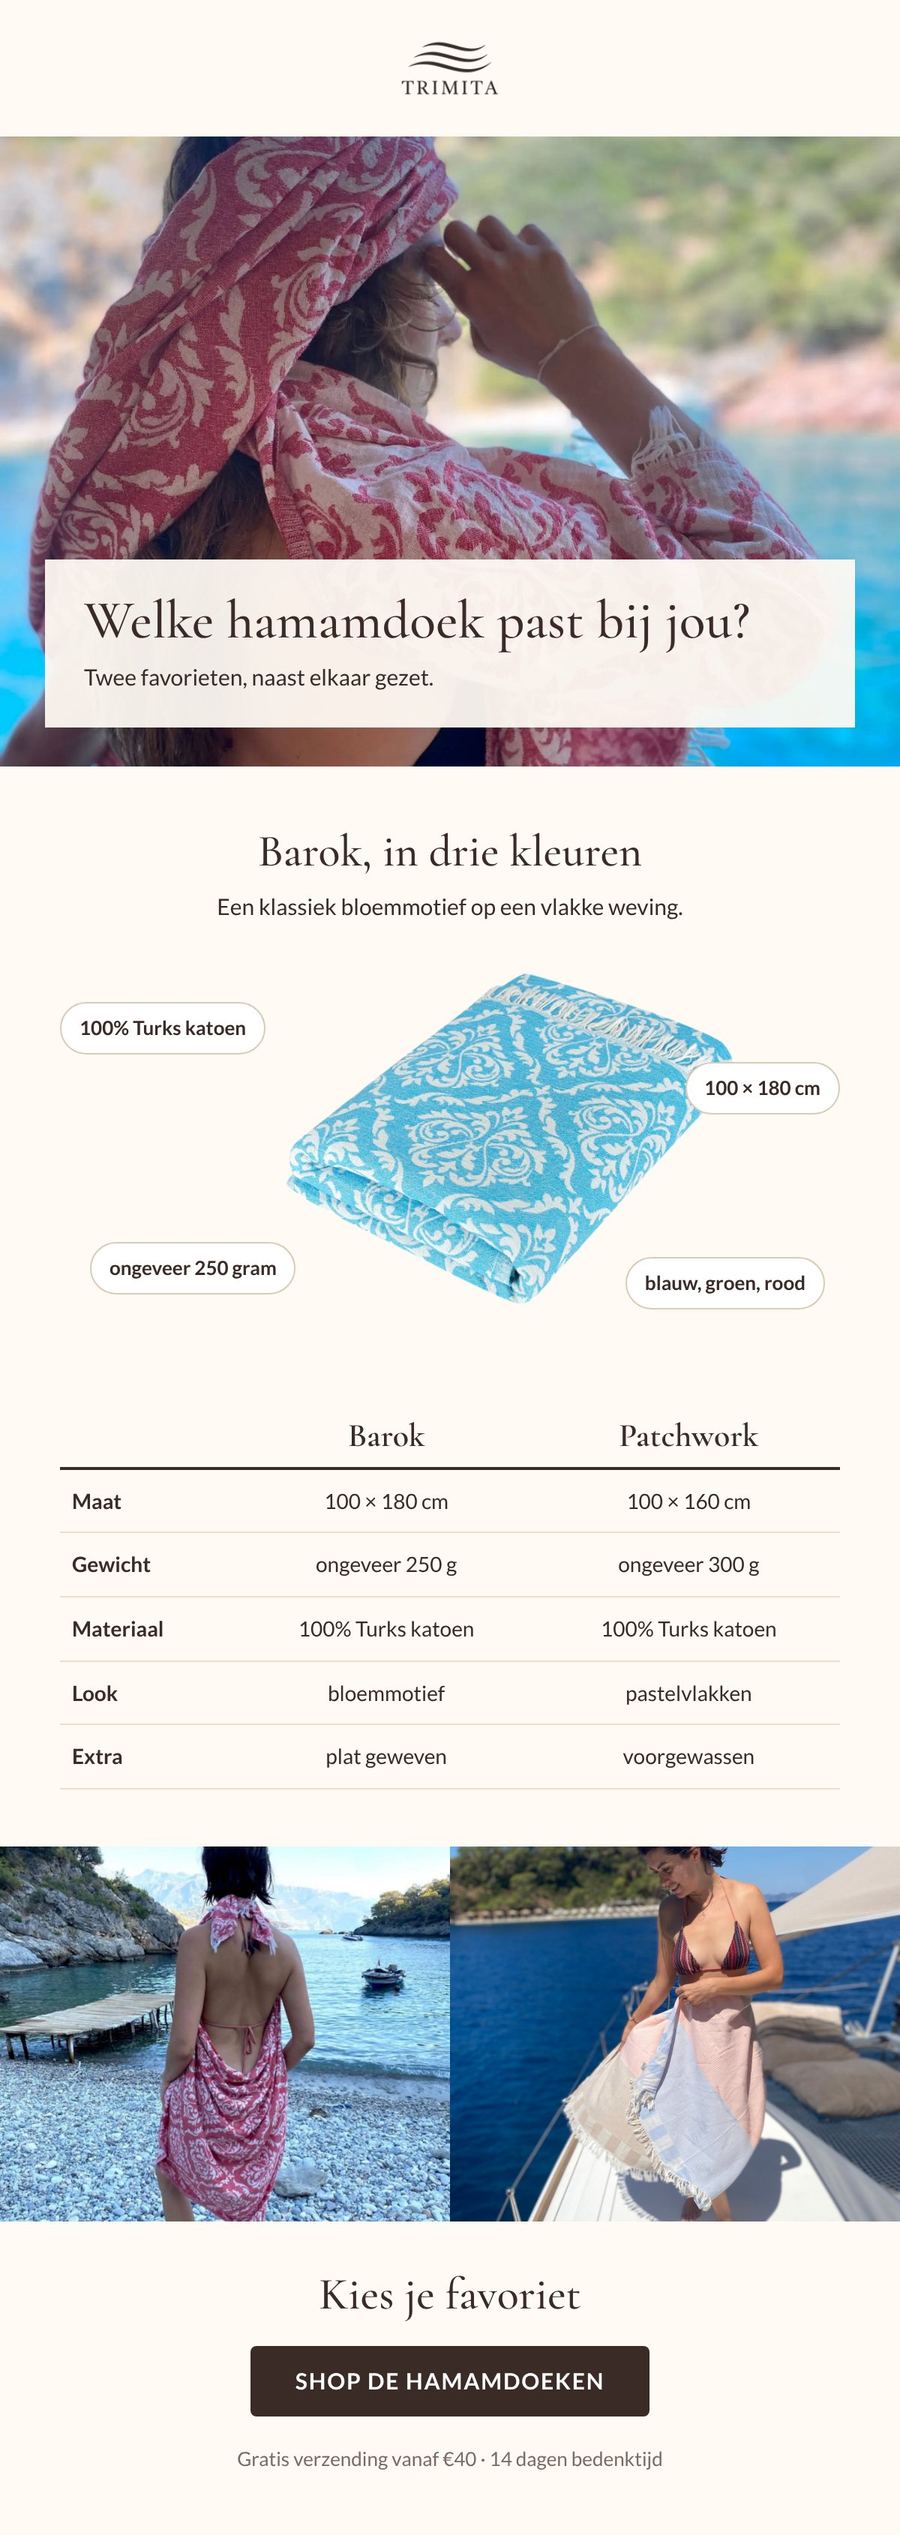 TRIMITA
Welke hamamdoek past bij jou?
Twee favorieten, naast elkaar gezet.
Barok, in drie kleuren
Een klassiek bloemmotief op een vlakke weving.
100% Turks katoen
100 × 180 cm
ongeveer 250 gram
blauw, groen, rood
Barok Patchwork
Maat 100 × 180 cm 100 × 160 cm
Gewicht ongeveer 250 g ongeveer 300 g
Materiaal 100% Turks katoen 100% Turks katoen
Look bloemmotief pastelvlakken
Extra plat geweven voorgewassen
Kies je favoriet
SHOP DE HAMAMDOEKEN
Gratis verzending vanaf €40 · 14 dagen bedenktijd